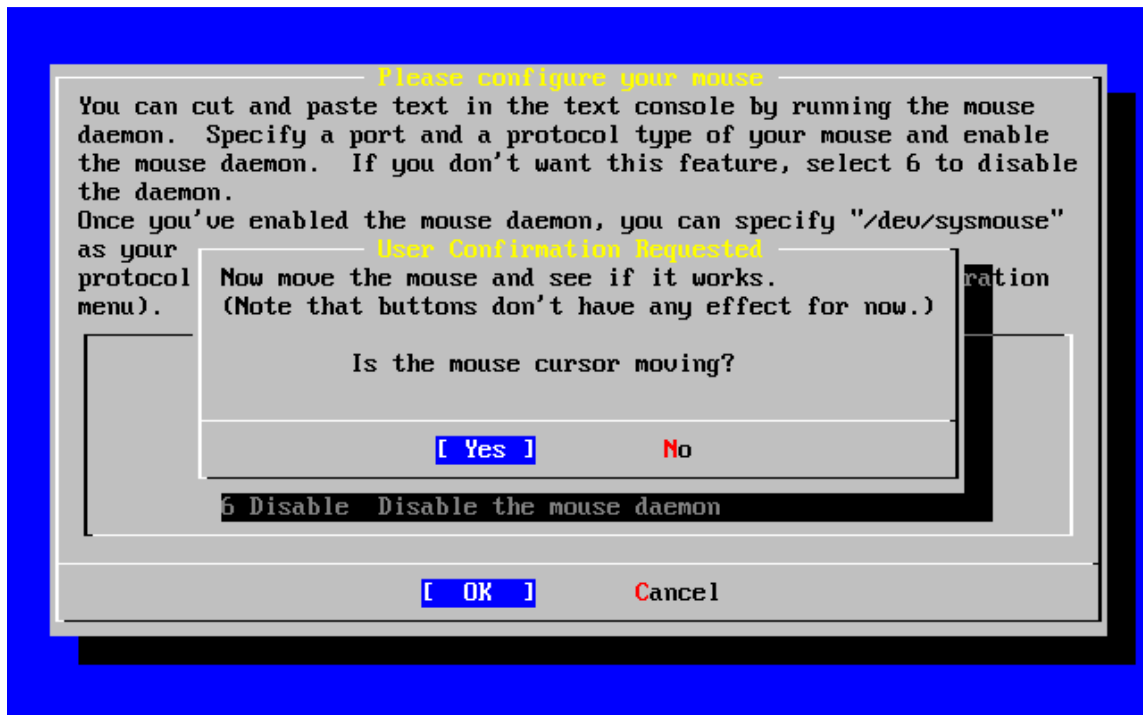 Please configure your mouse
You can cut and paste text in the text console by running the mouse
daemon.  Specify a port and a protocol type of your mouse and enable
the mouse daemon.  If you don't want this feature, select 6 to disable
the daemon.
Once you've enabled the mouse daemon, you can specify "/dev/sysmouse"
as your
User Confirmation Requested
protocol
ration
menu).
Now move the mouse and see if it works.
(Note that buttons don't have any effect for now.)
Is the mouse cursor moving?
[ Yes ] No
6 Disable  Disable the mouse daemon
[ OK ] Cancel